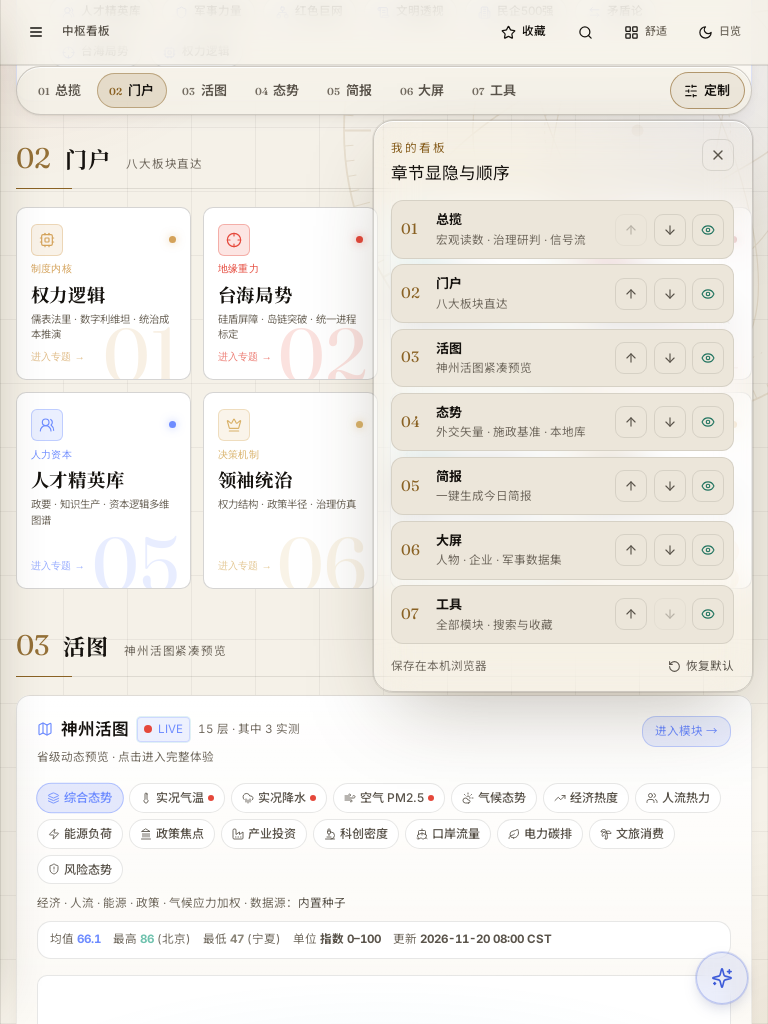 中枢看板
收藏
舒适
日览
01 总揽
02 门户
03 活图
04 态势
05 简报
06 大屏
07 工具
定制
02 门户 八大板块直达
制度内核
权力逻辑
儒表法里 · 数字利维坦 · 统治成
本推演
进入专题 →
01
地缘重力
台海局势
硅盾屏障 · 岛链突破 · 统一进程
标定
进入专题 →
02
人力资本
人才精英库
政要 · 知识生产 · 资本逻辑多维
图谱
进入专题 →
05
决策机制
领袖统治
权力结构 · 政策半径 · 治理仿真
进入专题 →
06
我的看板
章节显隐与顺序
01 总揽
宏观读数 · 治理研判 · 信号流
02 门户
八大板块直达
03 活图
神州活图紧凑预览
04 态势
外交矢量 · 施政基准 · 本地库
05 简报
一键生成今日简报
06 大屏
人物 · 企业 · 军事数据集
07 工具
全部模块 · 搜索与收藏
保存在本机浏览器
恢复默认
03 活图 神州活图紧凑预览
神州活图 LIVE 15 层 · 其中 3 实测
进入模块 →
省级动态预览 · 点击进入完整体验
综合态势 实况气温 实况降水 空气 PM2.5 气候态势 经济热度 人流热力
能源负荷 政策焦点 产业投资 科创密度 口岸流量 电力碳排 文旅消费
风险态势
经济 · 人流 · 能源 · 政策 · 气候应力加权 · 数据源：内置种子
均值 66.1 最高 86 (北京) 最低 47 (宁夏) 单位 指数 0–100 更新 2026-11-20 08:00 CST